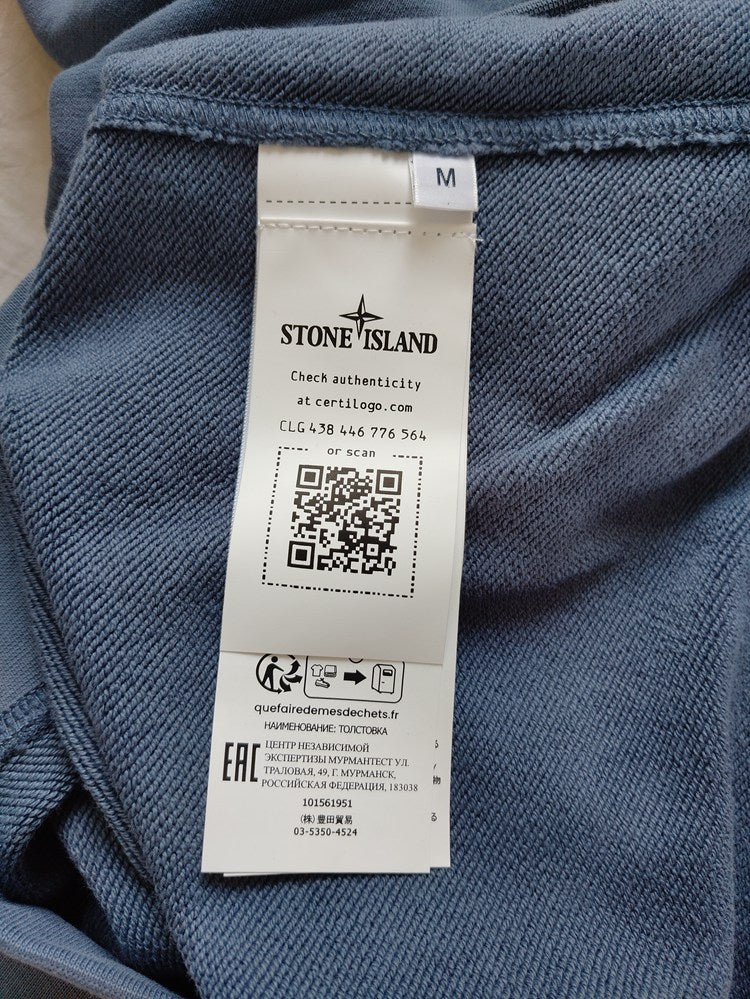 M
STONE ISLAND
Check authenticity
at certilogo.com
CLG 438 446 776 564
or scan
quefairedemesdechets.fr
НАИМЕНОВАНИЕ: ТОЛСТОВКА
EAC
ЦЕНТР НЕЗАВИСИМОЙ
ЭКСПЕРТИЗЫ МУРМАНТЕСТ УЛ.
ТРАЛОВАЯ, 49, Г. МУРМАНСК,
РОССИЙСКАЯ ФЕДЕРАЦИЯ, 183038
101561951
(株) 豊田貿易
03-5350-4524